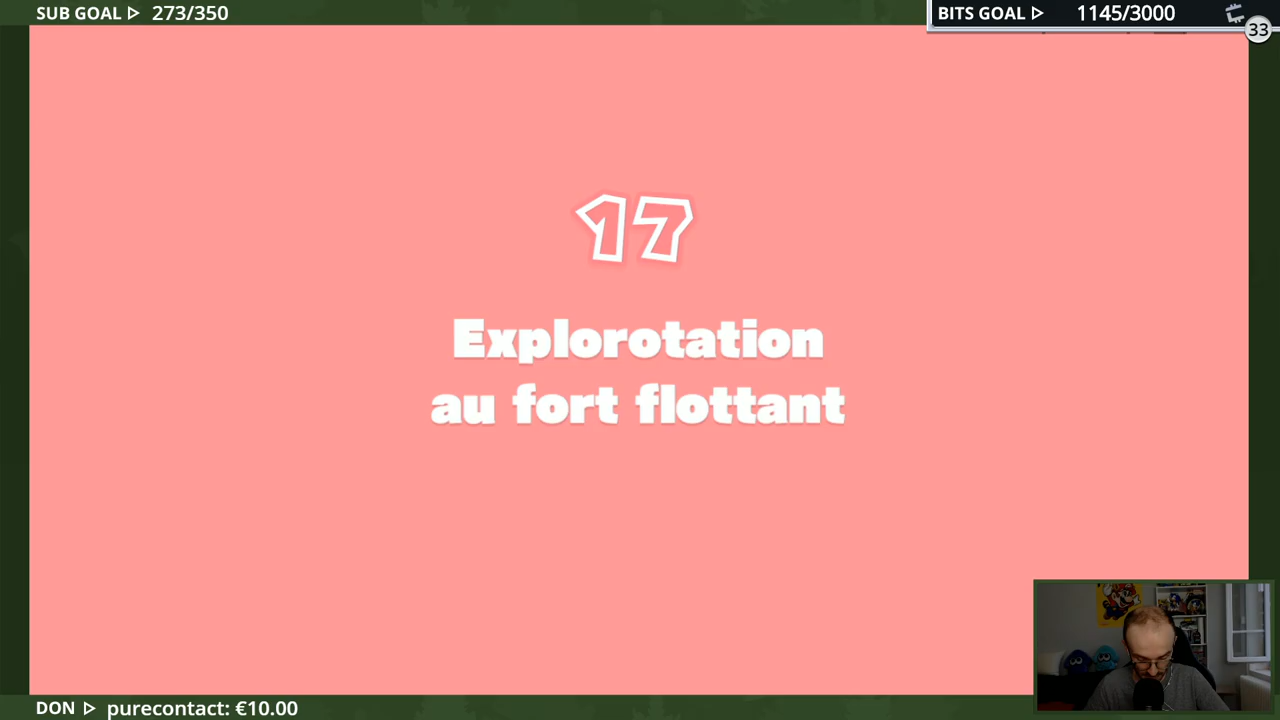 SUB GOAL ▷ 273/350
BITS GOAL ▷ 1145/3000
33
17
Explorotation
au fort flottant
DON ▷ purecontact: €10.00